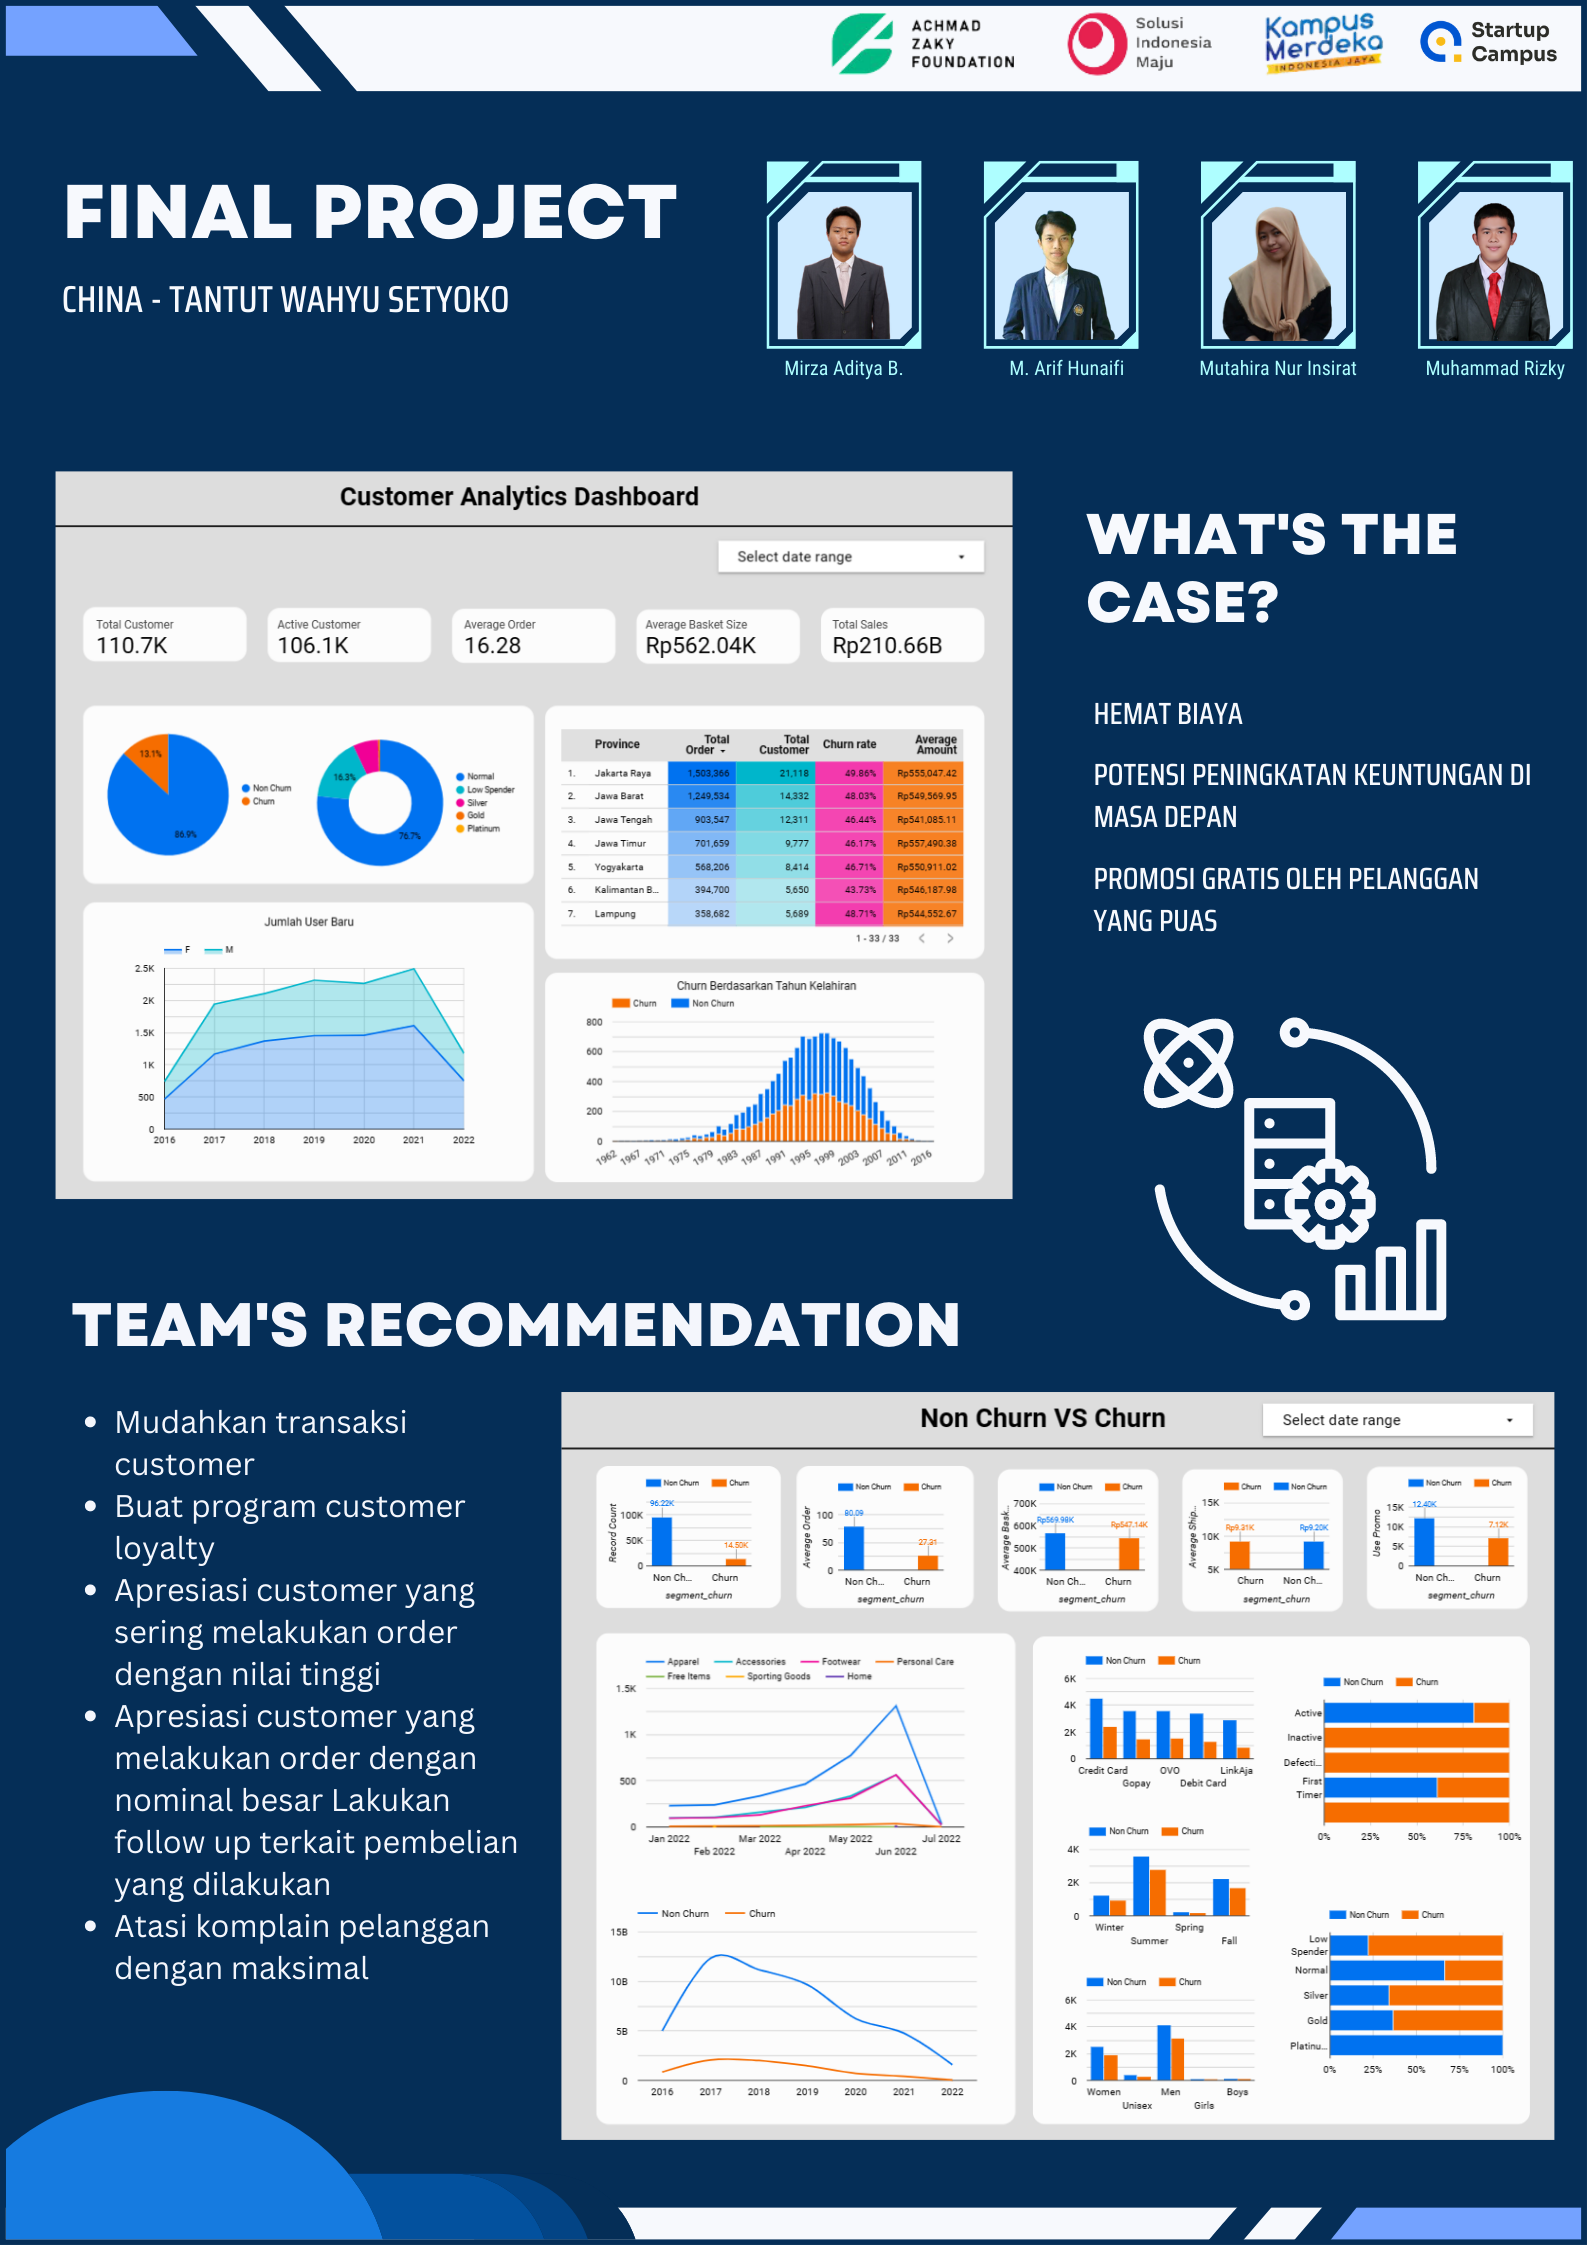 ACHMAD
ZAKY
FOUNDATION
Solusi
Indonesia
Maju
Kampus
Merdeka
INDONESIA JAYA
Startup
Campus
FINAL PROJECT
CHINA - TANTUT WAHYU SETYOKO
Mirza Aditya B.
M. Arif Hunaifi
Mutahira Nur Insirat
Muhammad Rizky
Customer Analytics Dashboard
Select date range
Total Customer
110.7K
Active Customer
106.1K
Average Order
16.28
Average Basket Size
Rp562.04K
Total Sales
Rp210.66B
13.1%
86.9%
Non Churn
Churn
16.3%
76.7%
Normal
Low Spender
Silver
Gold
Platinum
Province Total Order Total Customer Churn rate Average Amount
1. Jakarta Raya 1,503,366 21,118 49.86% Rp555,047.42
2. Jawa Barat 1,249,534 14,332 48.03% Rp549,569.95
3. Jawa Tengah 903,547 12,311 46.44% Rp541,085.11
4. Jawa Timur 701,659 9,777 46.17% Rp557,490.38
5. Yogyakarta 568,206 8,414 46.71% Rp550,911.02
6. Kalimantan B... 394,700 5,650 43.73% Rp546,187.98
7. Lampung 358,682 5,689 48.71% Rp544,552.67
1 - 33 / 33
Jumlah User Baru
F M
2.5K
2K
1.5K
1K
500
0
2016 2017 2018 2019 2020 2021 2022
Churn Berdasarkan Tahun Kelahiran
Churn Non Churn
800
600
400
200
0
1962 1967 1971 1975 1979 1983 1987 1991 1995 1999 2003 2007 2011 2016
WHAT'S THE
CASE?
HEMAT BIAYA
POTENSI PENINGKATAN KEUNTUNGAN DI
MASA DEPAN
PROMOSI GRATIS OLEH PELANGGAN
YANG PUAS
TEAM'S RECOMMENDATION
• Mudahkan transaksi
customer
• Buat program customer
loyalty
• Apresiasi customer yang
sering melakukan order
dengan nilai tinggi
• Apresiasi customer yang
melakukan order dengan
nominal besar Lakukan
follow up terkait pembelian
yang dilakukan
• Atasi komplain pelanggan
dengan maksimal
Non Churn VS Churn
Select date range
Non Churn Churn
Record Count
100K
50K
0
96.22K
14.50K
Non Ch... Churn
segment_churn
Non Churn Churn
Average Order
100
50
0
80.09
27.31
Non Ch... Churn
segment_churn
Non Churn Churn
Average Bask...
700K
600K
500K
400K
Rp569.98K
Rp547.14K
Non Ch... Churn
segment_churn
Churn Non Churn
Average Ship...
15K
10K
5K
Rp9.31K
Rp9.20K
Churn Non Ch...
segment_churn
Non Churn Churn
Use Promo
15K
10K
5K
0
12.40K
7.12K
Non Ch... Churn
segment_churn
Apparel Accessories Footwear Personal Care
Free Items Sporting Goods Home
1.5K
1K
500
0
Jan 2022 Mar 2022 May 2022 Jul 2022
Feb 2022 Apr 2022 Jun 2022
Non Churn Churn
15B
10B
5B
0
2016 2017 2018 2019 2020 2021 2022
Non Churn Churn
6K
4K
2K
0
Credit Card OVO LinkAja
Gopay Debit Card
Non Churn Churn
4K
2K
0
Winter Spring
Summer Fall
Non Churn Churn
6K
4K
2K
0
Women Men Boys
Unisex Girls
Non Churn Churn
Active
Inactive
Defecti...
First
Timer
0% 25% 50% 75% 100%
Non Churn Churn
Low
Spender
Normal
Silver
Gold
Platinu...
0% 25% 50% 75% 100%